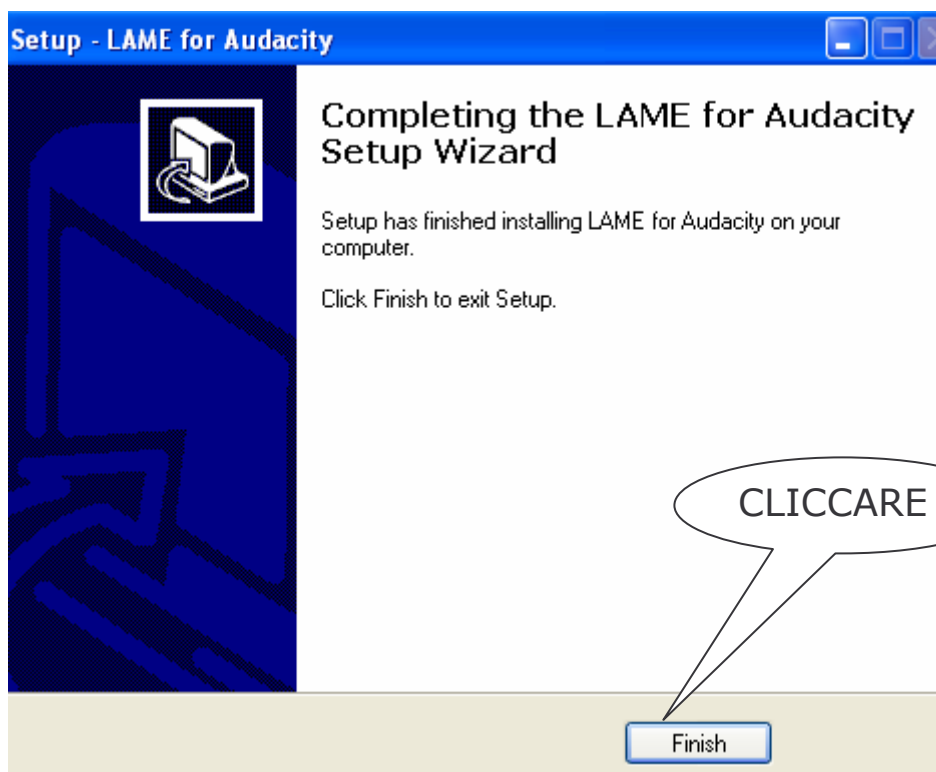 Setup - LAME for Audacity
Completing the LAME for Audacity
Setup Wizard
Setup has finished installing LAME for Audacity on your
computer.
Click Finish to exit Setup.
CLICCARE
Finish